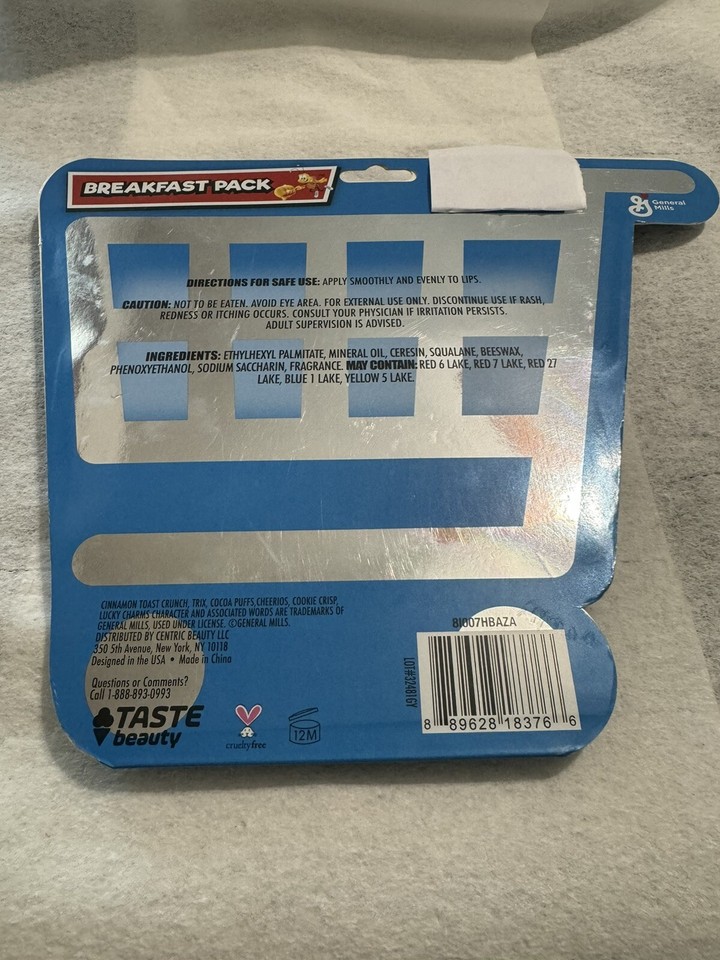 BREAKFAST PACK
General
Mills
DIRECTIONS FOR SAFE USE: APPLY SMOOTHLY AND EVENLY TO LIPS.
CAUTION: NOT TO BE EATEN. AVOID EYE AREA. FOR EXTERNAL USE ONLY. DISCONTINUE USE IF RASH,
REDNESS OR ITCHING OCCURS. CONSULT YOUR PHYSICIAN IF IRRITATION PERSISTS.
ADULT SUPERVISION IS ADVISED.
INGREDIENTS: ETHYLHEXYL PALMITATE, MINERAL OIL, CERESIN, SQUALANE, BEESWAX,
PHENOXYETHANOL, SODIUM SACCHARIN, FRAGRANCE. MAY CONTAIN: RED 6 LAKE, RED 7 LAKE, RED 27
LAKE, BLUE 1 LAKE, YELLOW 5 LAKE.
CINNAMON TOAST CRUNCH, TRIX, COCOA PUFFS,CHEERIOS, COOKIE CRISP,
LUCKY CHARMS CHARACTER AND ASSOCIATED WORDS ARE TRADEMARKS OF
GENERAL MILLS, USED UNDER LICENSE. ©GENERAL MILLS.
DISTRIBUTED BY CENTRIC BEAUTY LLC
350 5th Avenue, New York, NY 10118
Designed in the USA • Made in China
Questions or Comments?
Call 1-888-893-0993
TASTE
beauty
crueltyfree
12M
LOT#32481GY
81007HBAZA
8 89628 18376 6